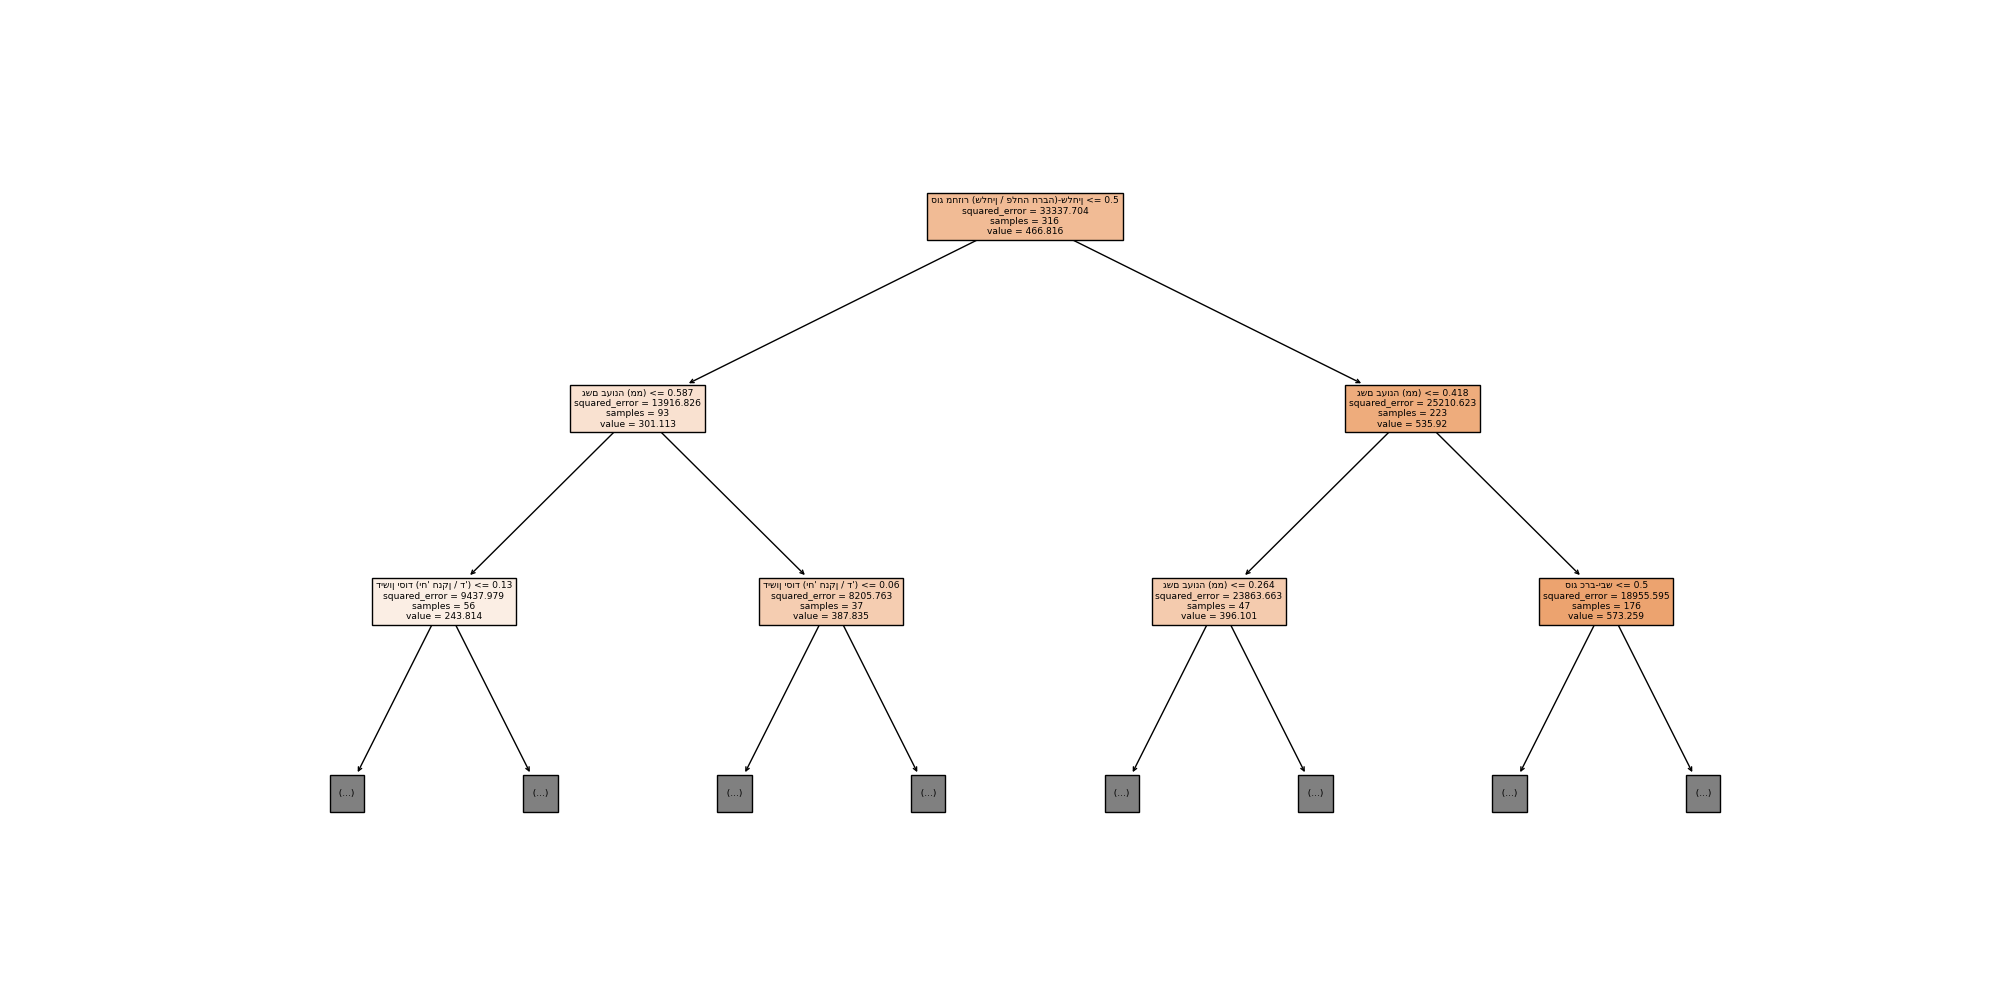 סוג מחזור (שלחין / פלחה חרבה)-שלחין <= 0.5
squared_error = 33337.704
samples = 316
value = 466.816
גשם בעונה (ממ) <= 0.587
squared_error = 13916.826
samples = 93
value = 301.113
גשם בעונה (ממ) <= 0.418
squared_error = 25210.623
samples = 223
value = 535.92
דישון יסוד (יח' חנקן / ד') <= 0.13
squared_error = 9437.979
samples = 56
value = 243.814
דישון יסוד (יח' חנקן / ד') <= 0.06
squared_error = 8205.763
samples = 37
value = 387.835
גשם בעונה (ממ) <= 0.264
squared_error = 23863.663
samples = 47
value = 396.101
סוג כרב-יבש <= 0.5
squared_error = 18955.595
samples = 176
value = 573.259
(...)
(...)
(...)
(...)
(...)
(...)
(...)
(...)